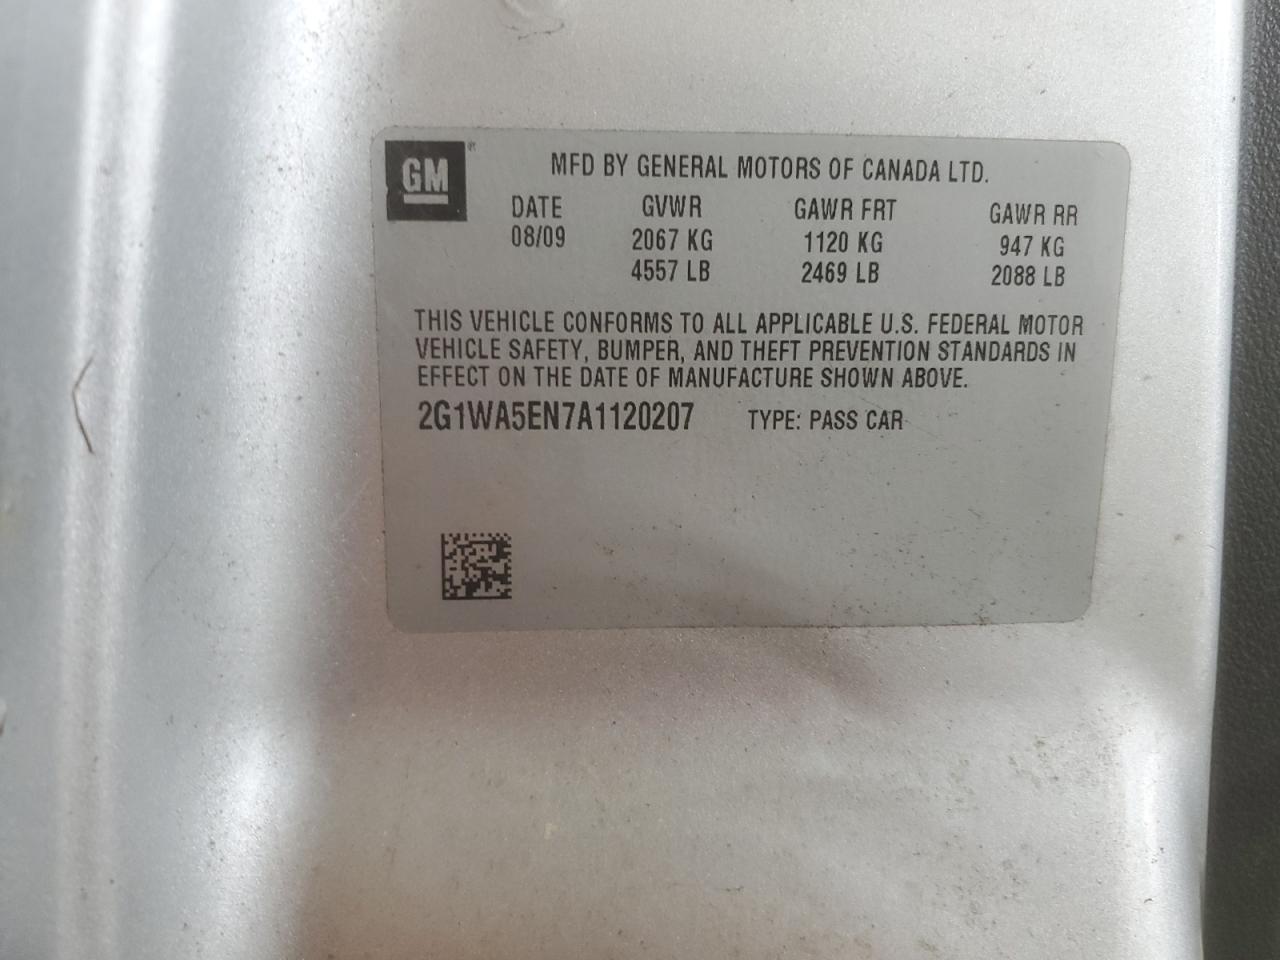 GM
MFD BY GENERAL MOTORS OF CANADA LTD.
DATE GVWR GAWR FRT GAWR RR
08/09 2067 KG 1120 KG 947 KG
4557 LB 2469 LB 2088 LB
THIS VEHICLE CONFORMS TO ALL APPLICABLE U.S. FEDERAL MOTOR
VEHICLE SAFETY, BUMPER, AND THEFT PREVENTION STANDARDS IN
EFFECT ON THE DATE OF MANUFACTURE SHOWN ABOVE.
2G1WA5EN7A1120207 TYPE: PASS CAR